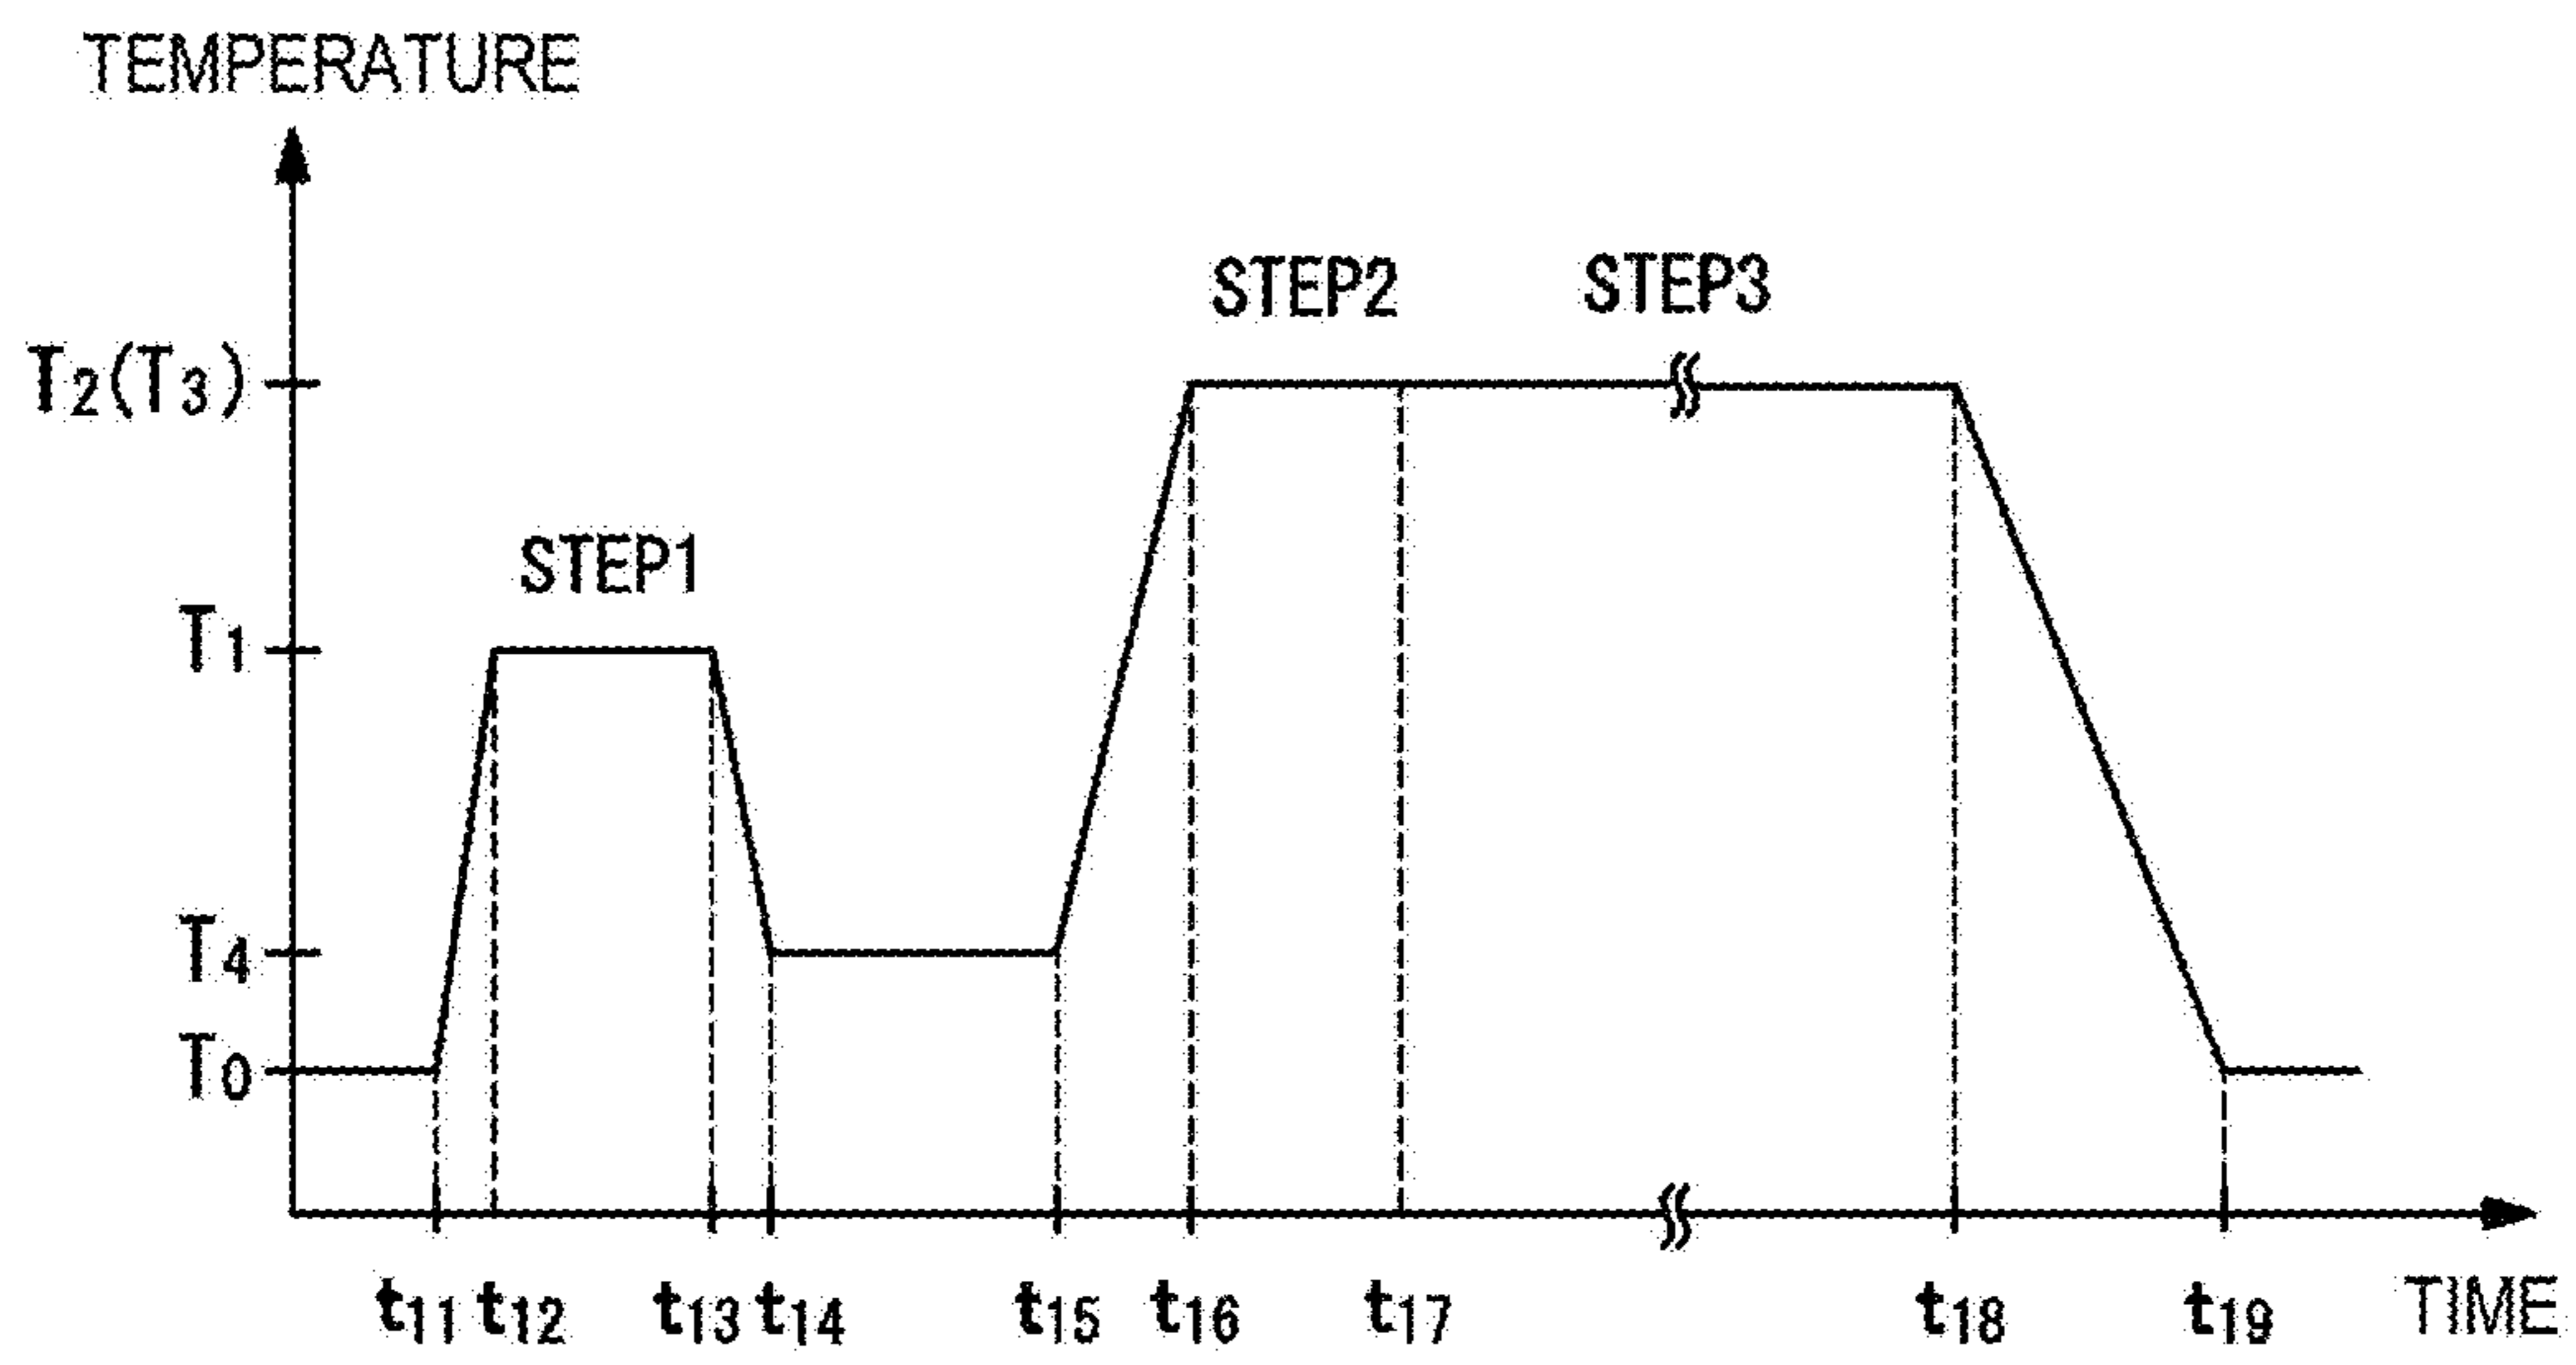 TEMPERATURE
STEP2 STEP3
T2(T3)
STEP1
T1
T4
T0
t11 t12 t13 t14 t15 t16 t17 t18 t19 TIME